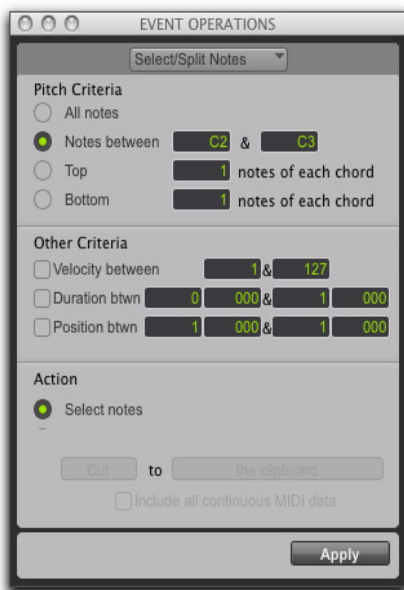 EVENT OPERATIONS
Select/Split Notes
Pitch Criteria
All notes
Notes between C2 & C3
Top 1 notes of each chord
Bottom 1 notes of each chord
Other Criteria
Velocity between 1 & 127
Duration btwn 0 000 & 1 000
Position btwn 1 000 & 1 000
Action
Select notes
Cut to the clipboard
Include all continuous MIDI data
Apply